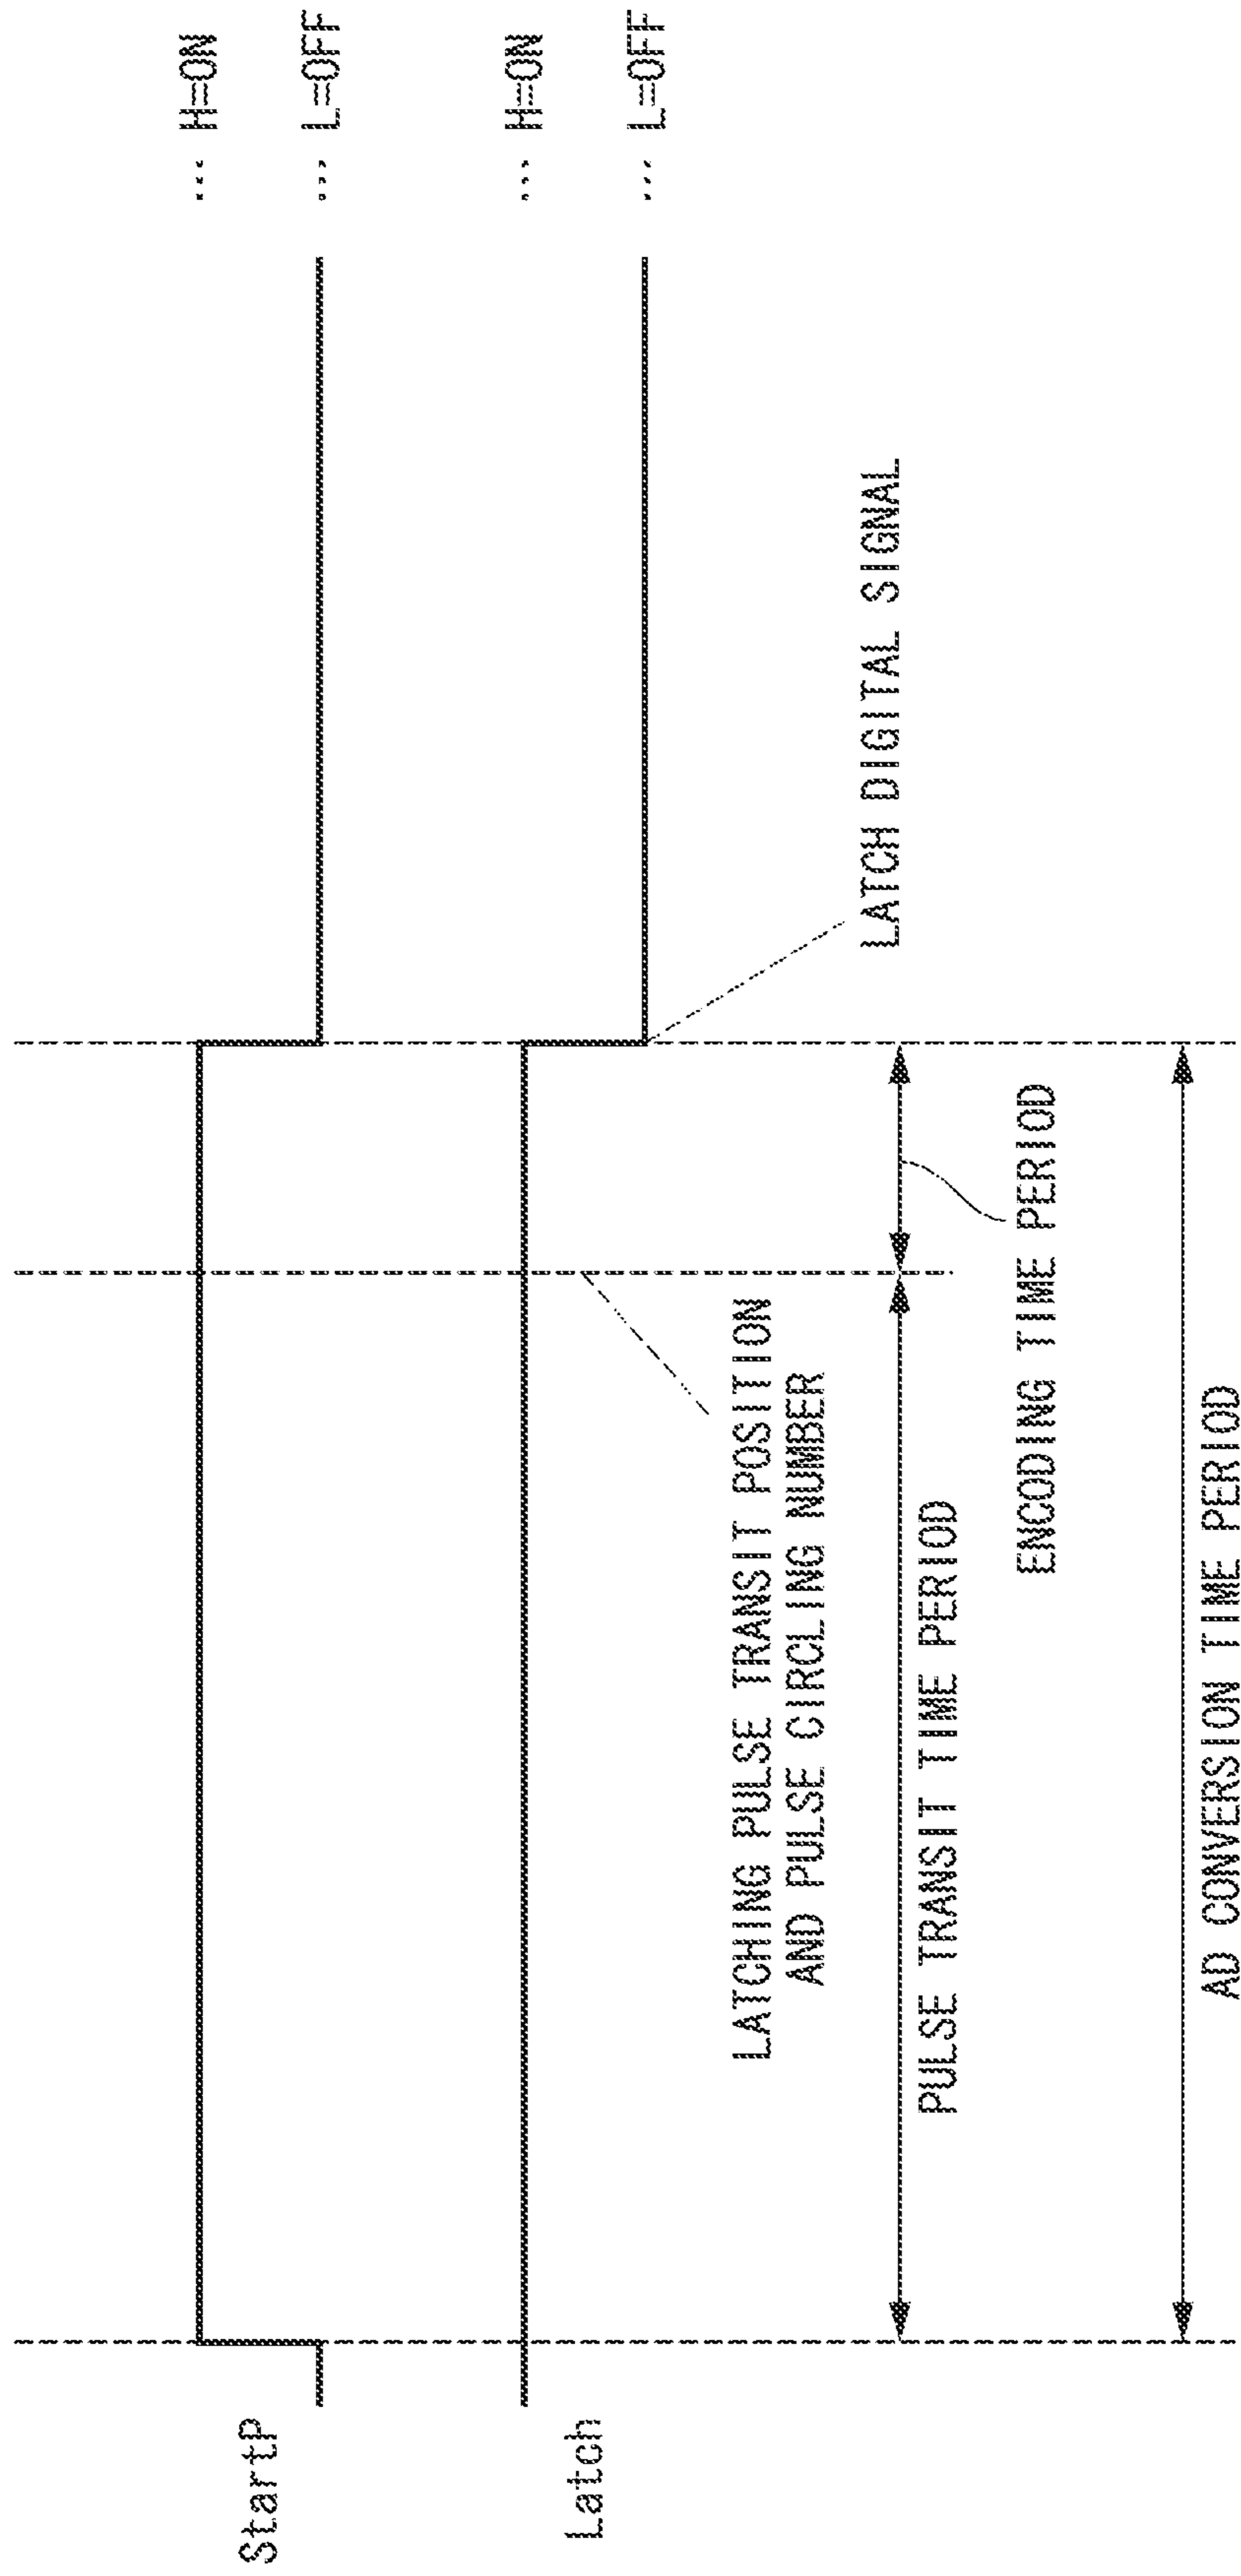 StartP
··· H=ON
··· L=OFF
Latch
··· H=ON
··· L=OFF
LATCHING PULSE TRANSIT POSITION
AND PULSE CIRCLING NUMBER
LATCH DIGITAL SIGNAL
PULSE TRANSIT TIME PERIOD
ENCODING TIME PERIOD
AD CONVERSION TIME PERIOD